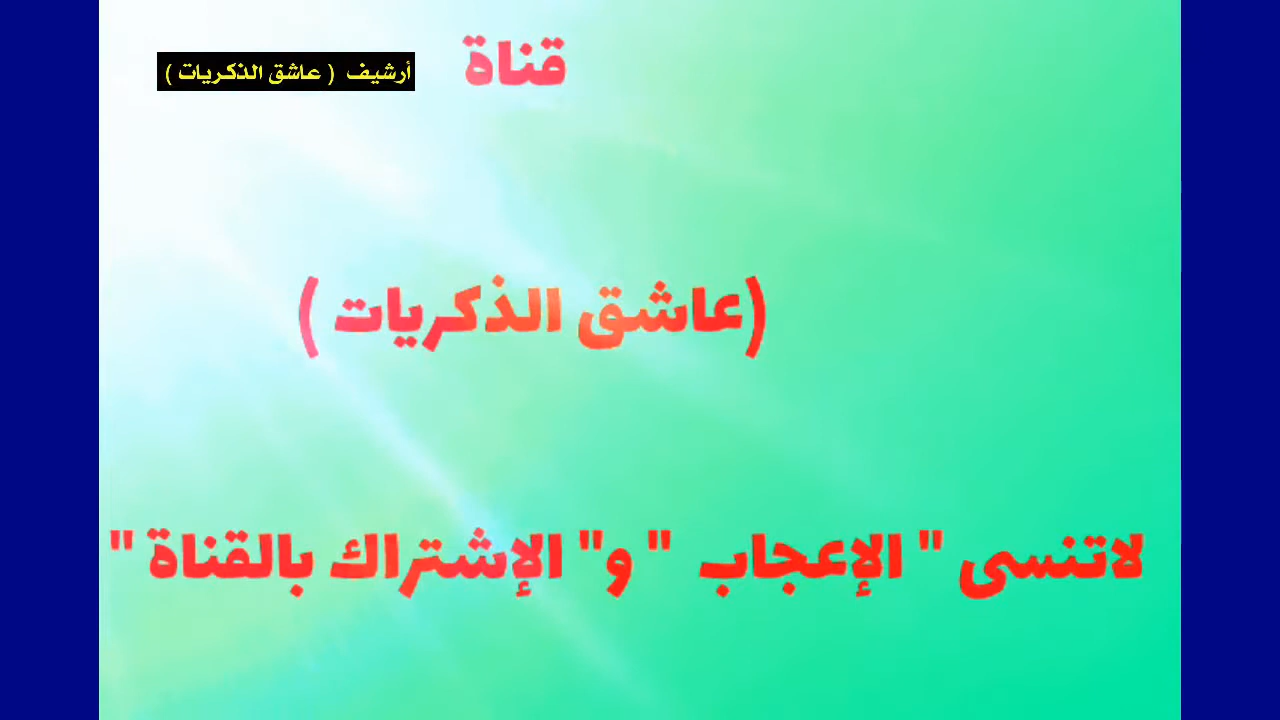 قناة
أرشيف ( عاشق الذكريات )
(عاشق الذكريات )
لاتنسى " الإعجاب " و" الإشتراك بالقناة "